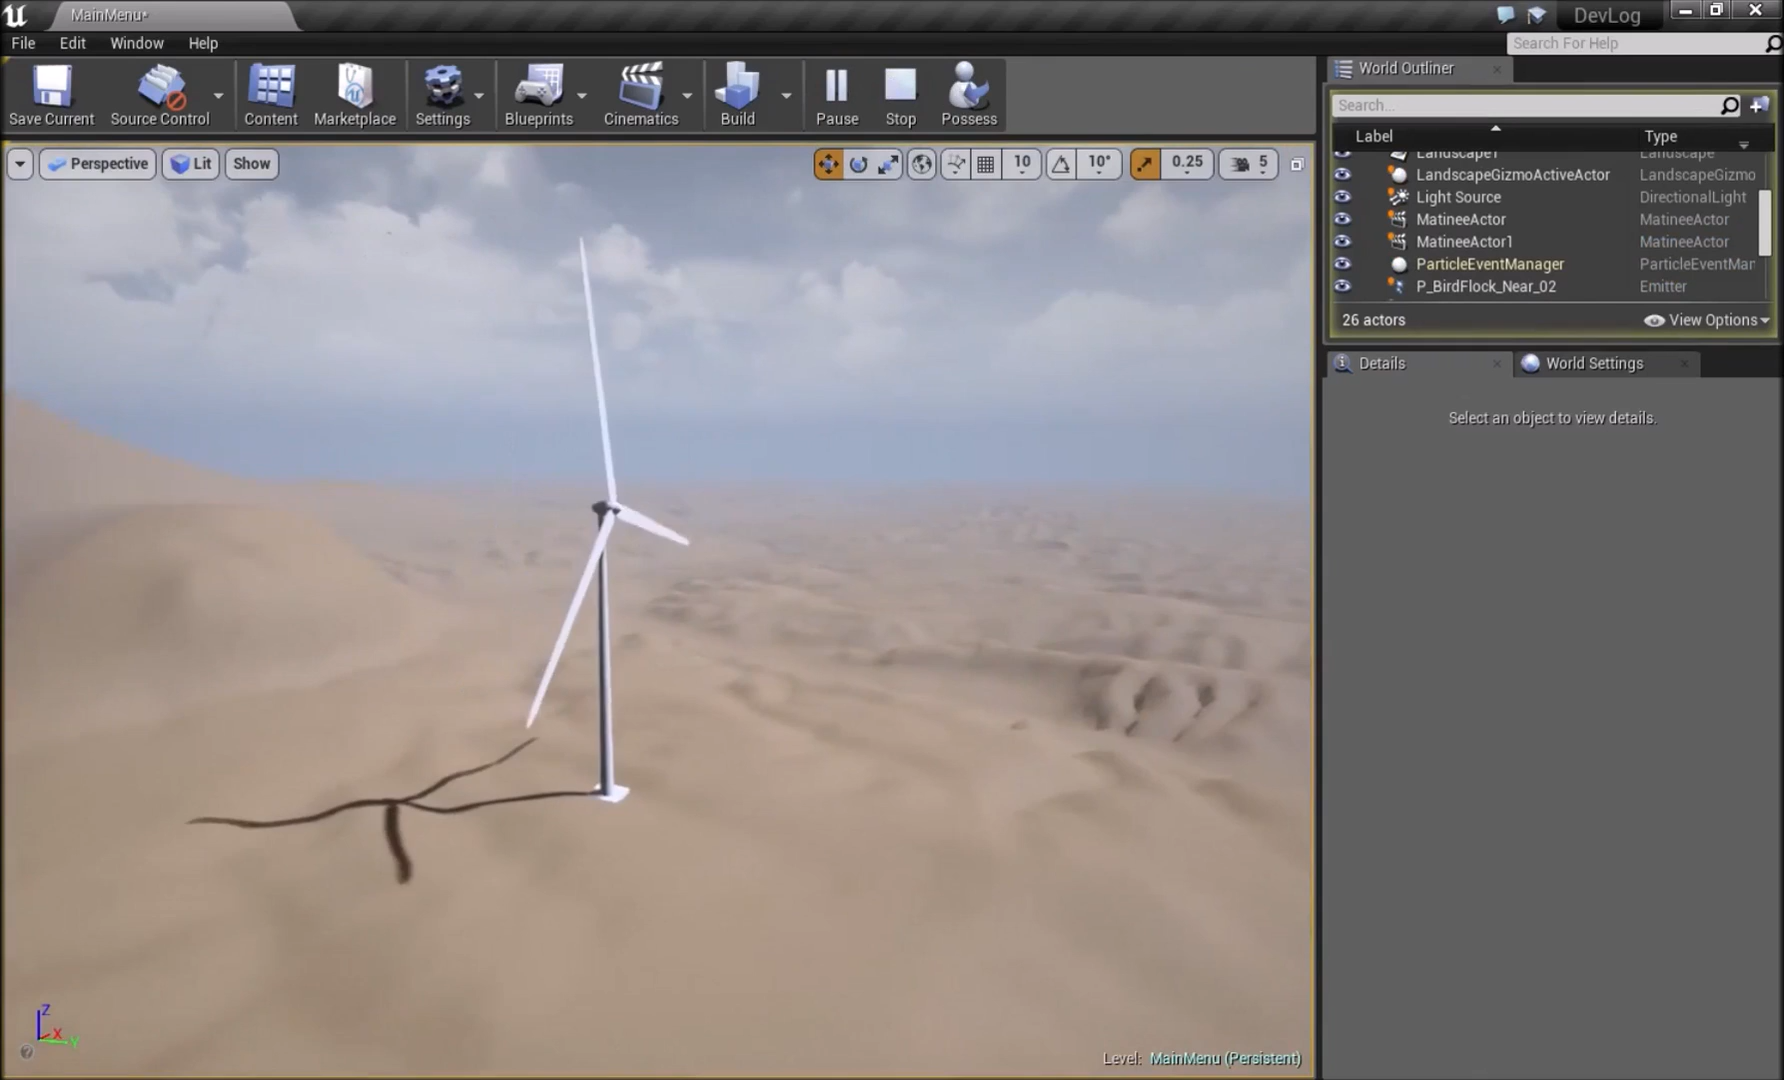 MainMenu*
DevLog
File Edit Window Help
Search For Help
Save Current Source Control Content Marketplace Settings Blueprints Cinematics Build Pause Stop Possess
World Outliner
Search...
Label Type
Landscape1 Landscape
LandscapeGizmoActiveActor LandscapeGizmo
Light Source DirectionalLight
MatineeActor MatineeActor
MatineeActor1 MatineeActor
ParticleEventManager ParticleEventMan
P_BirdFlock_Near_02 Emitter
26 actors View Options
Perspective Lit Show 10 10° 0.25 5
Details World Settings
Select an object to view details.
Z
X
Y
?
Level: MainMenu (Persistent)